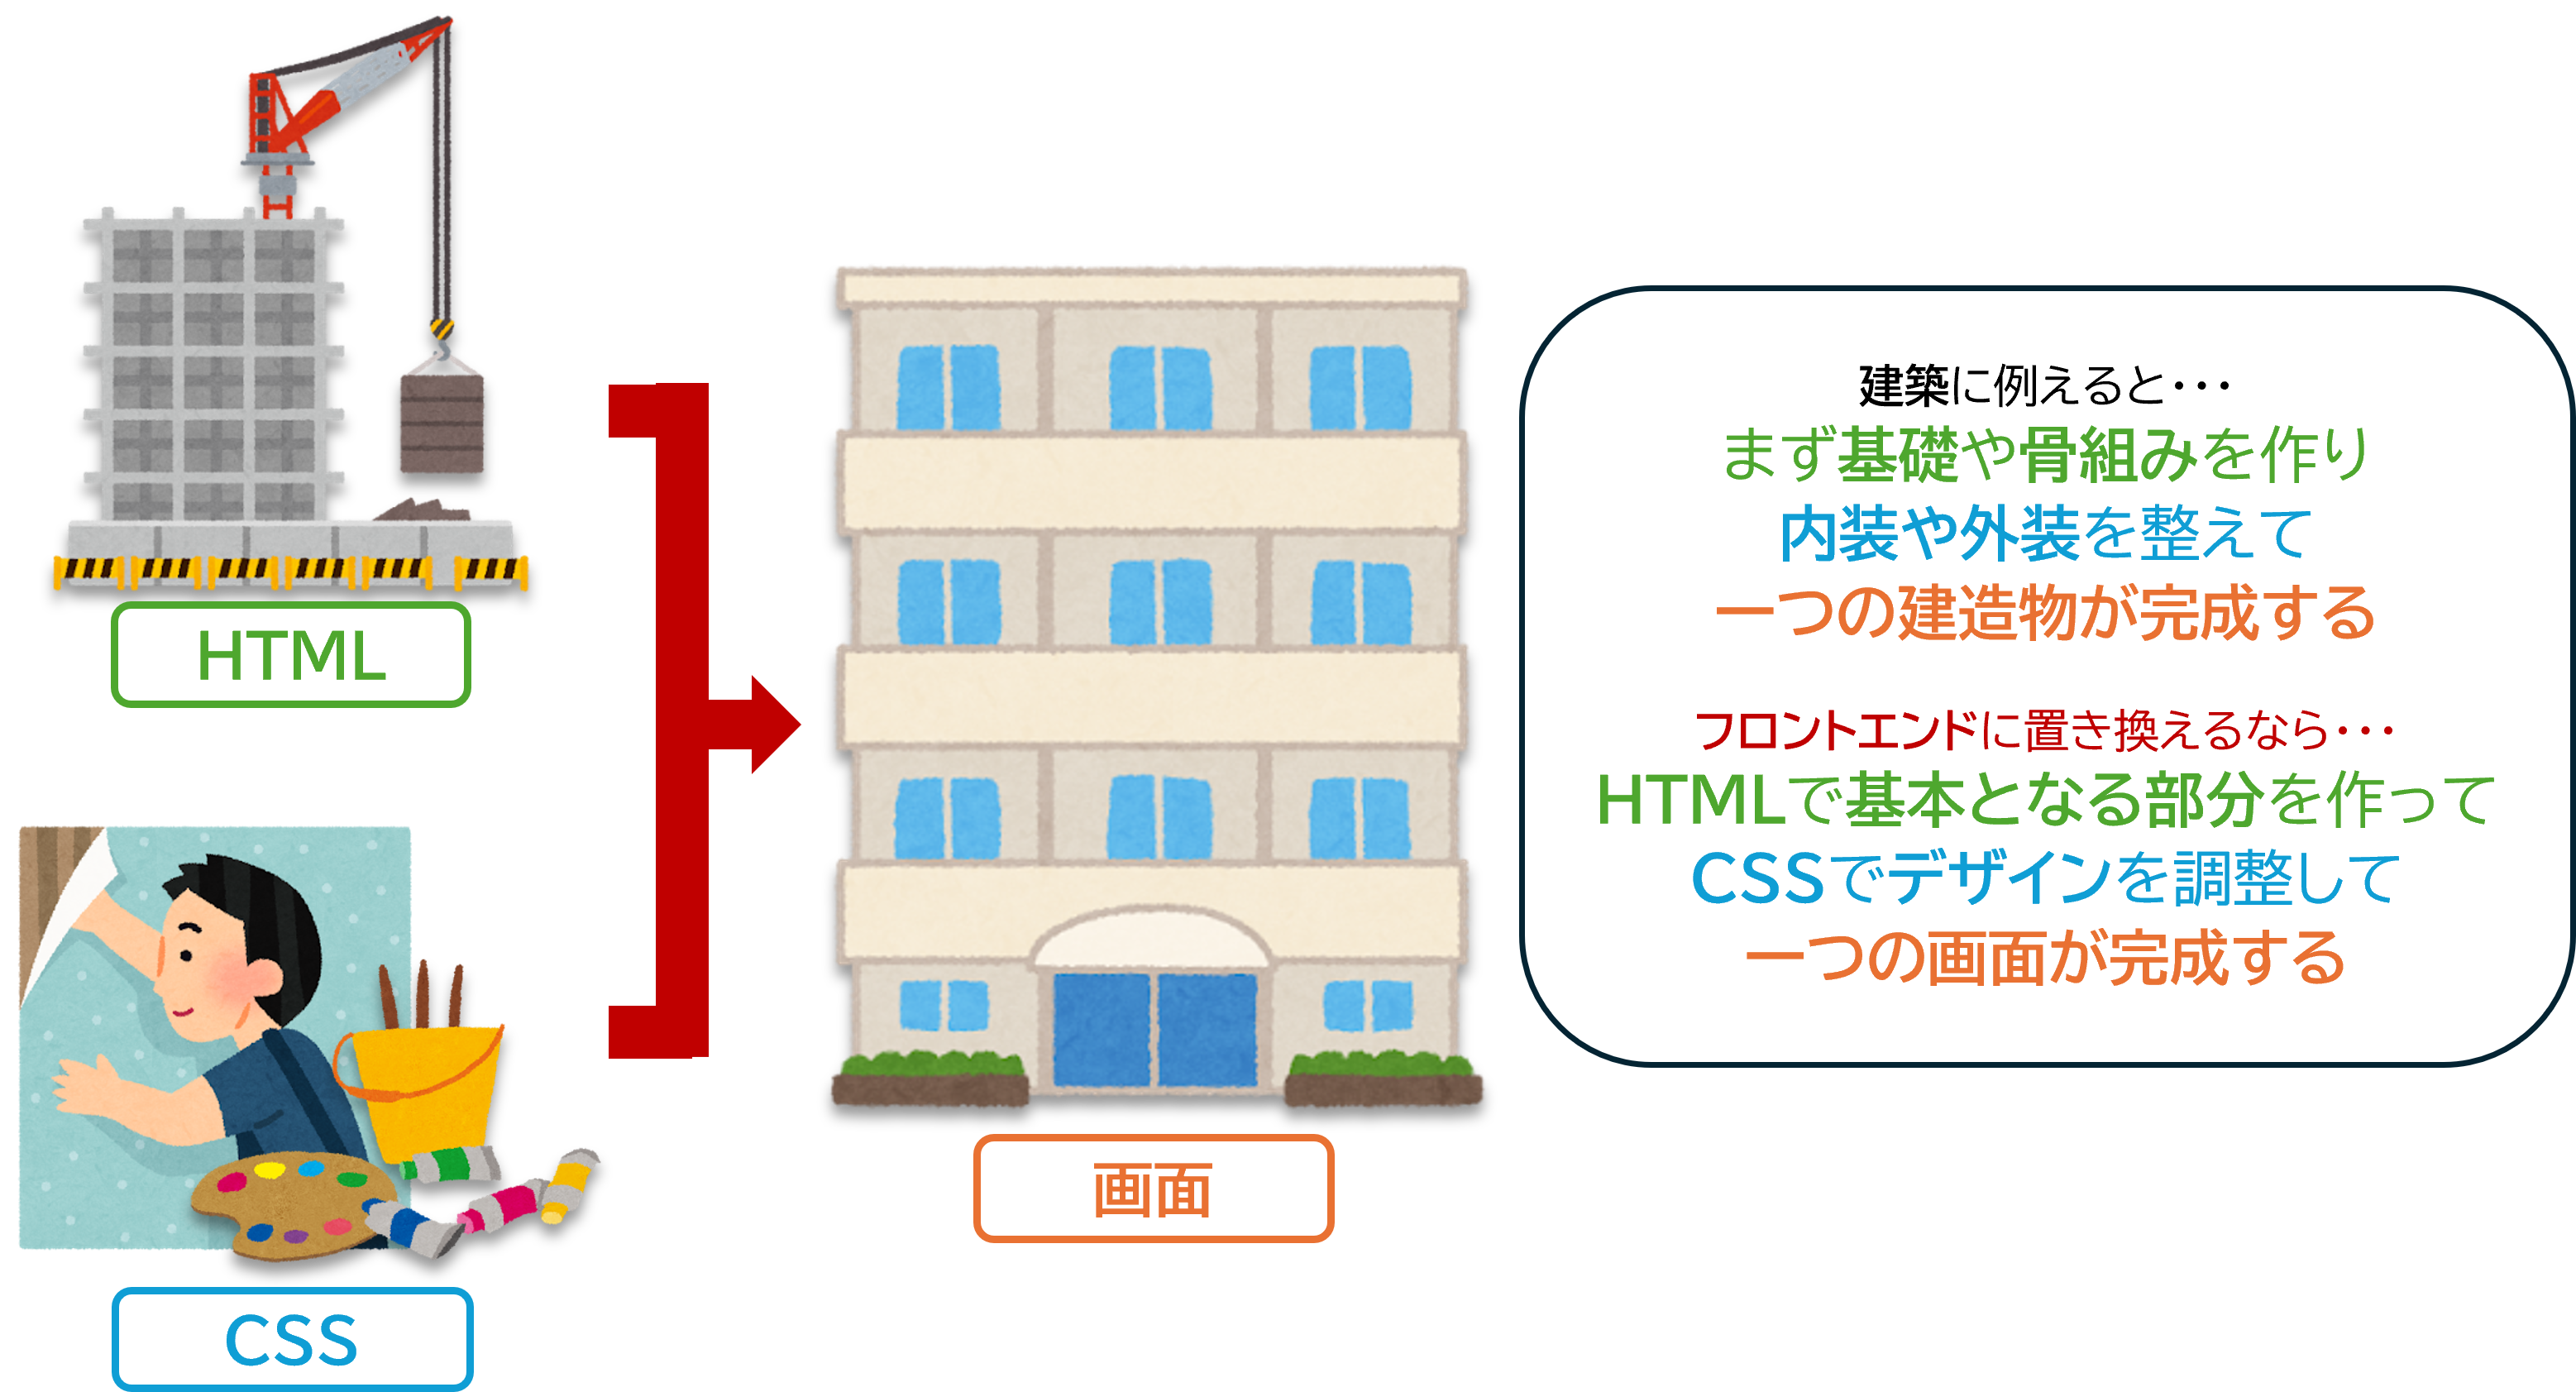 HTML
CSS
画面
建築に例えると・・・
まず基礎や骨組みを作り
内装や外装を整えて
一つの建造物が完成する
フロントエンドに置き換えるなら・・・
HTMLで基本となる部分を作って
CSSでデザインを調整して
一つの画面が完成する